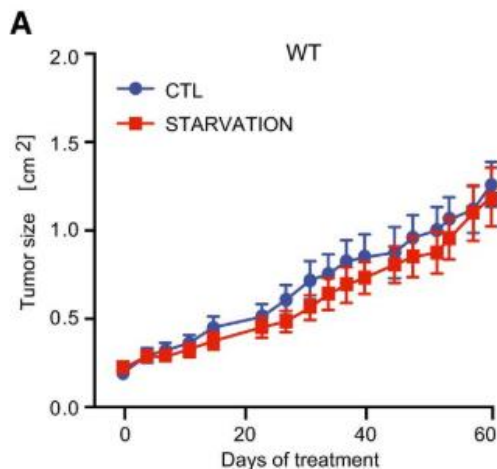 A
WT
CTL
STARVATION
2.0
1.5
1.0
0.5
0.0
Tumor size [cm 2]
0 20 40 60
Days of treatment